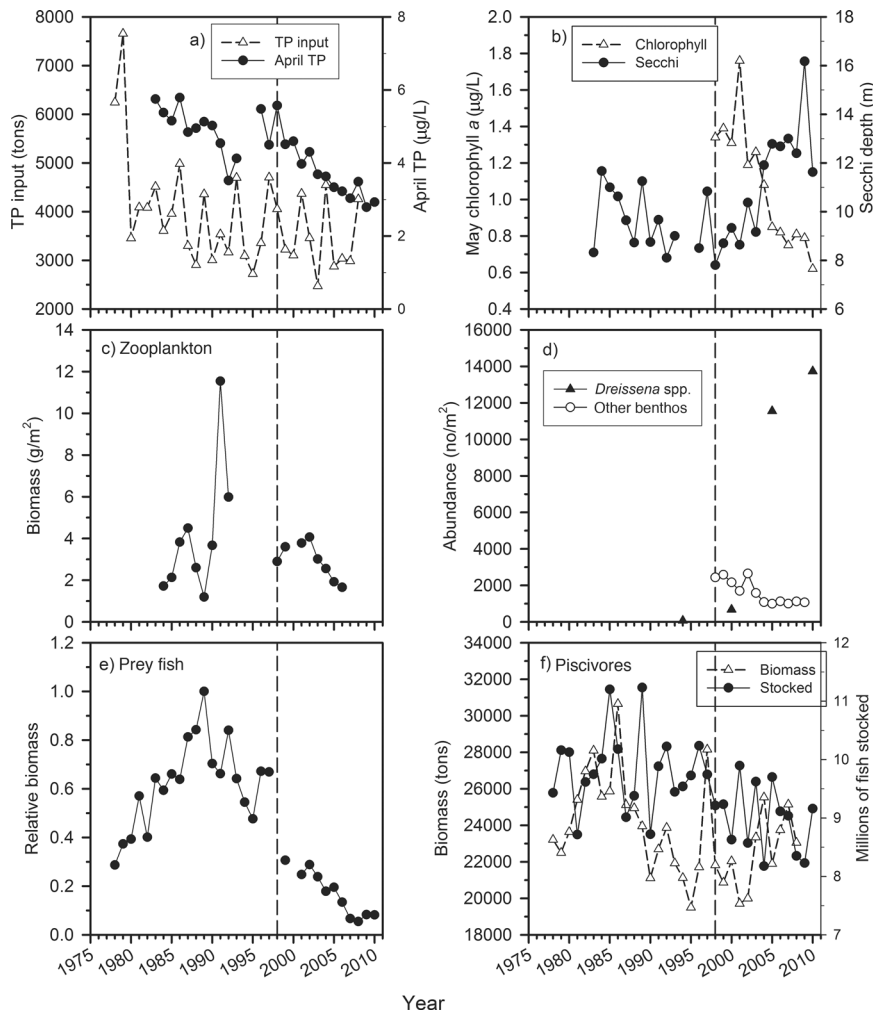 8000
7000
6000
5000
4000
3000
2000
TP input (tons)
a)
TP input
April TP
8
6
4
2
0
April TP (µg/L)
2.0
1.8
1.6
1.4
1.2
1.0
0.8
0.6
0.4
May chlorophyll a (µg/L)
b)
Chlorophyll
Secchi
18
16
14
12
10
8
6
Secchi depth (m)
14
12
10
8
6
4
2
0
Biomass (g/m²)
c) Zooplankton
16000
14000
12000
10000
8000
6000
4000
2000
0
Abundance (no/m²)
d)
Dreissena spp.
Other benthos
1.2
1.0
0.8
0.6
0.4
0.2
0.0
Relative biomass
e) Prey fish
1975 1980 1985 1990 1995 2000 2005 2010
34000
32000
30000
28000
26000
24000
22000
20000
18000
Biomass (tons)
f) Piscivores
Biomass
Stocked
12
11
10
9
8
7
Millions of fish stocked
1975 1980 1985 1990 1995 2000 2005 2010
Year